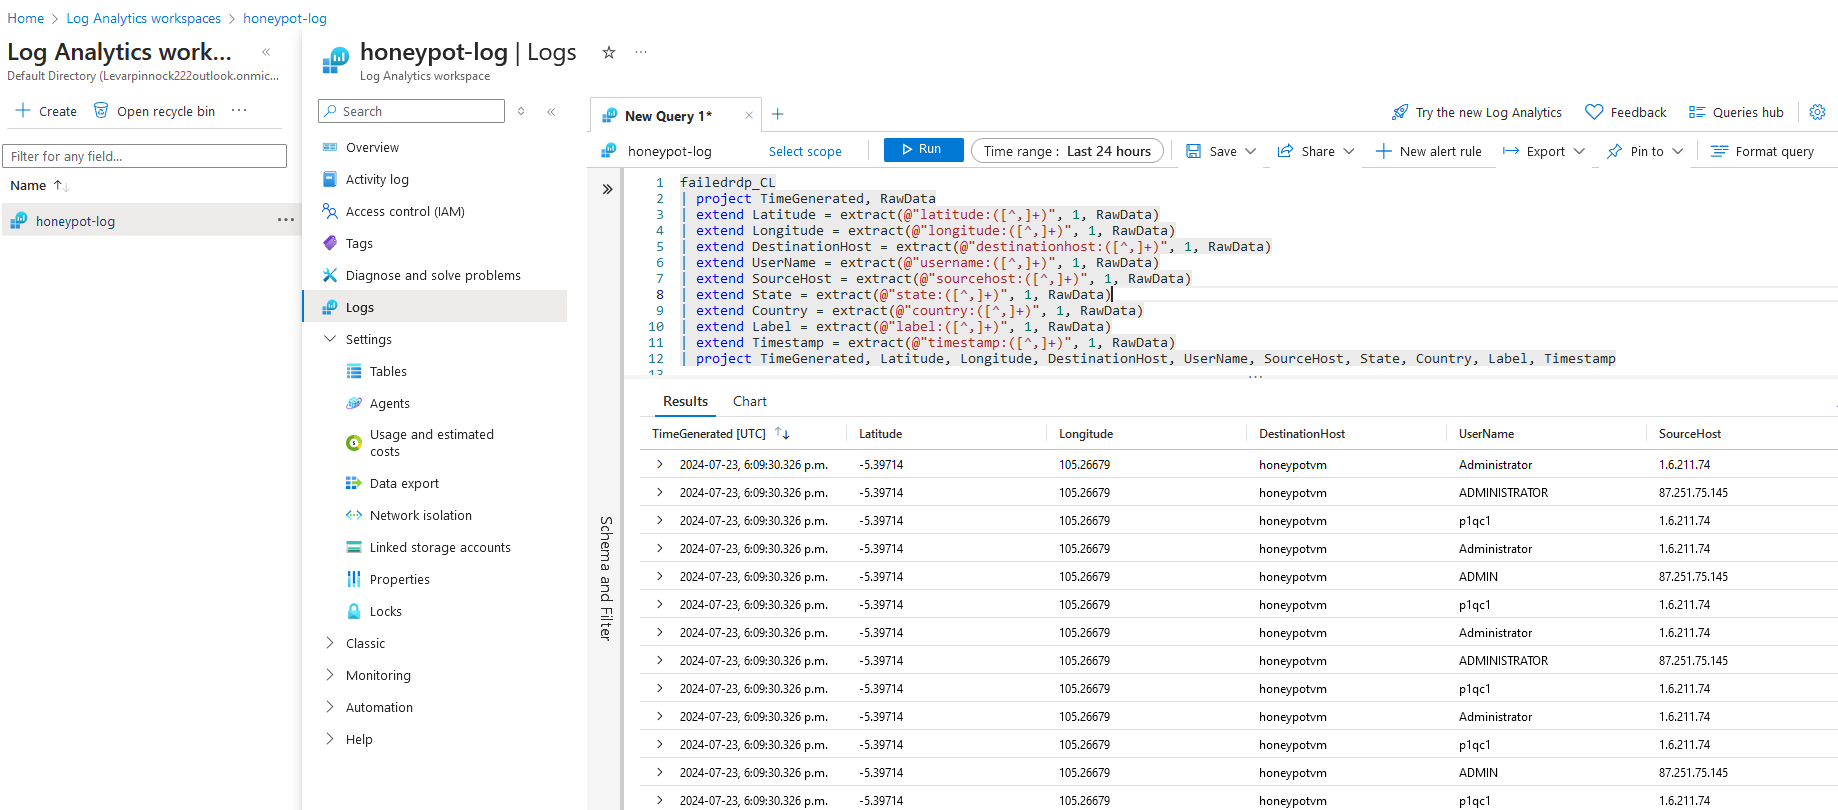 Home > Log Analytics workspaces > honeypot-log
Log Analytics work... «
Default Directory (Levarpinnock222outlook.onmic...
+ Create Open recycle bin ...
Filter for any field...
Name ↑↓
honeypot-log ...
honeypot-log | Logs ☆ ...
Log Analytics workspace
Search
«
Overview
Activity log
Access control (IAM)
Tags
Diagnose and solve problems
Logs
Settings
Tables
Agents
Usage and estimated
costs
Data export
Network isolation
Linked storage accounts
Properties
Locks
Classic
Monitoring
Automation
Help
New Query 1* × +
Try the new Log Analytics Feedback Queries hub
honeypot-log Select scope Run Time range : Last 24 hours Save Share New alert rule Export Pin to Format query
»
Schema and Filter
1 failedrdp_CL
2 | project TimeGenerated, RawData
3 | extend Latitude = extract(@"latitude:([^,]+)", 1, RawData)
4 | extend Longitude = extract(@"longitude:([^,]+)", 1, RawData)
5 | extend DestinationHost = extract(@"destinationhost:([^,]+)", 1, RawData)
6 | extend UserName = extract(@"username:([^,]+)", 1, RawData)
7 | extend SourceHost = extract(@"sourcehost:([^,]+)", 1, RawData)
8 | extend State = extract(@"state:([^,]+)", 1, RawData)
9 | extend Country = extract(@"country:([^,]+)", 1, RawData)
10 | extend Label = extract(@"label:([^,]+)", 1, RawData)
11 | extend Timestamp = extract(@"timestamp:([^,]+)", 1, RawData)
12 | project TimeGenerated, Latitude, Longitude, DestinationHost, UserName, SourceHost, State, Country, Label, Timestamp
13
...
Results Chart
TimeGenerated [UTC] ↑↓ Latitude Longitude DestinationHost UserName SourceHost
2024-07-23, 6:09:30.326 p.m. -5.39714 105.26679 honeypotvm Administrator 1.6.211.74
2024-07-23, 6:09:30.326 p.m. -5.39714 105.26679 honeypotvm ADMINISTRATOR 87.251.75.145
2024-07-23, 6:09:30.326 p.m. -5.39714 105.26679 honeypotvm p1qc1 1.6.211.74
2024-07-23, 6:09:30.326 p.m. -5.39714 105.26679 honeypotvm Administrator 1.6.211.74
2024-07-23, 6:09:30.326 p.m. -5.39714 105.26679 honeypotvm ADMIN 87.251.75.145
2024-07-23, 6:09:30.326 p.m. -5.39714 105.26679 honeypotvm p1qc1 1.6.211.74
2024-07-23, 6:09:30.326 p.m. -5.39714 105.26679 honeypotvm Administrator 1.6.211.74
2024-07-23, 6:09:30.326 p.m. -5.39714 105.26679 honeypotvm ADMINISTRATOR 87.251.75.145
2024-07-23, 6:09:30.326 p.m. -5.39714 105.26679 honeypotvm p1qc1 1.6.211.74
2024-07-23, 6:09:30.326 p.m. -5.39714 105.26679 honeypotvm Administrator 1.6.211.74
2024-07-23, 6:09:30.326 p.m. -5.39714 105.26679 honeypotvm p1qc1 1.6.211.74
2024-07-23, 6:09:30.326 p.m. -5.39714 105.26679 honeypotvm ADMIN 87.251.75.145
2024-07-23, 6:09:30.326 p.m. -5.39714 105.26679 honeypotvm p1qc1 1.6.211.74